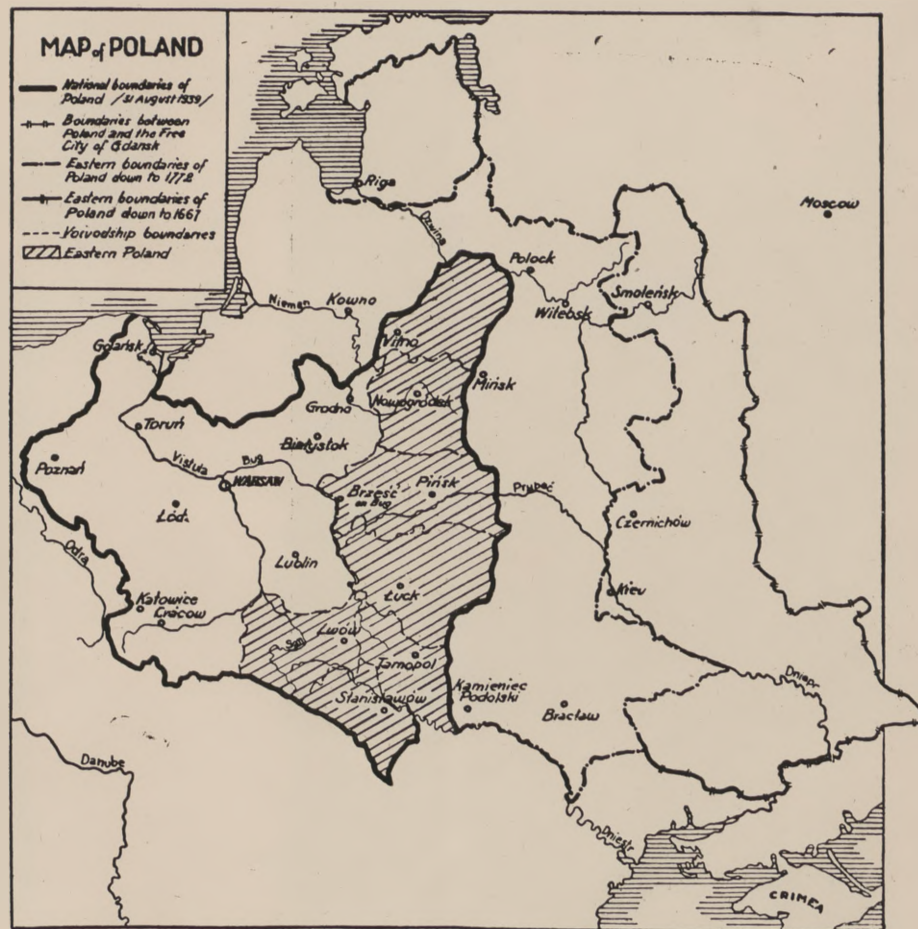 MAP of POLAND
National boundaries of
Poland /31 August 1939/
Boundaries between
Poland and the Free
City of Gdansk
Eastern boundaries of
Poland down to 1772
Eastern boundaries of
Poland down to 1667
Voivodship boundaries
Eastern Poland
Riga
Moscow
Dzwina
Połock
Smoleńsk
Witebsk
Niemen
Kowno
Gdańsk
Vilna
Mińsk
Nowogródek
Grodno
Toruń
Białystok
Poznań
Vistula
Bug
WARSAW
Brześć
on Bug
Pińsk
Prypeć
Łódź
Czernichów
Odra
Lublin
Kiev
Łuck
Katowice
Cracow
Lwów
San
Tarnopol
Stanisławów
Kamieniec
Podolski
Dniepr
Bracław
Danube
Dniestr
CRIMEA